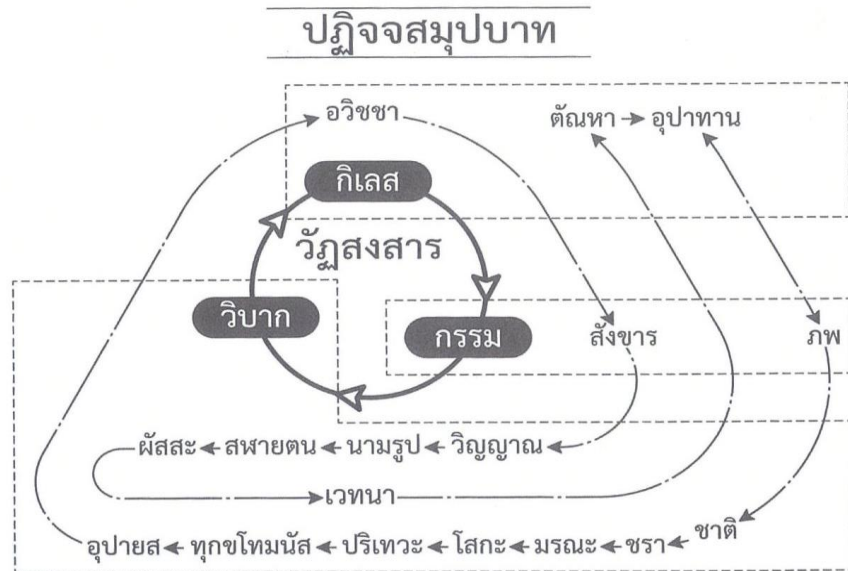 ปฏิจจสมุปบาท
อวิชชา
ตัณหา
อุปาทาน
กิเลส
วัฏสงสาร
วิบาก
กรรม
สังขาร
ภพ
ผัสสะ สฬายตน นามรูป วิญญาณ
เวทนา
อุปายส ทุกขโทมนัส ปริเทวะ โสกะ มรณะ ชรา ชาติ